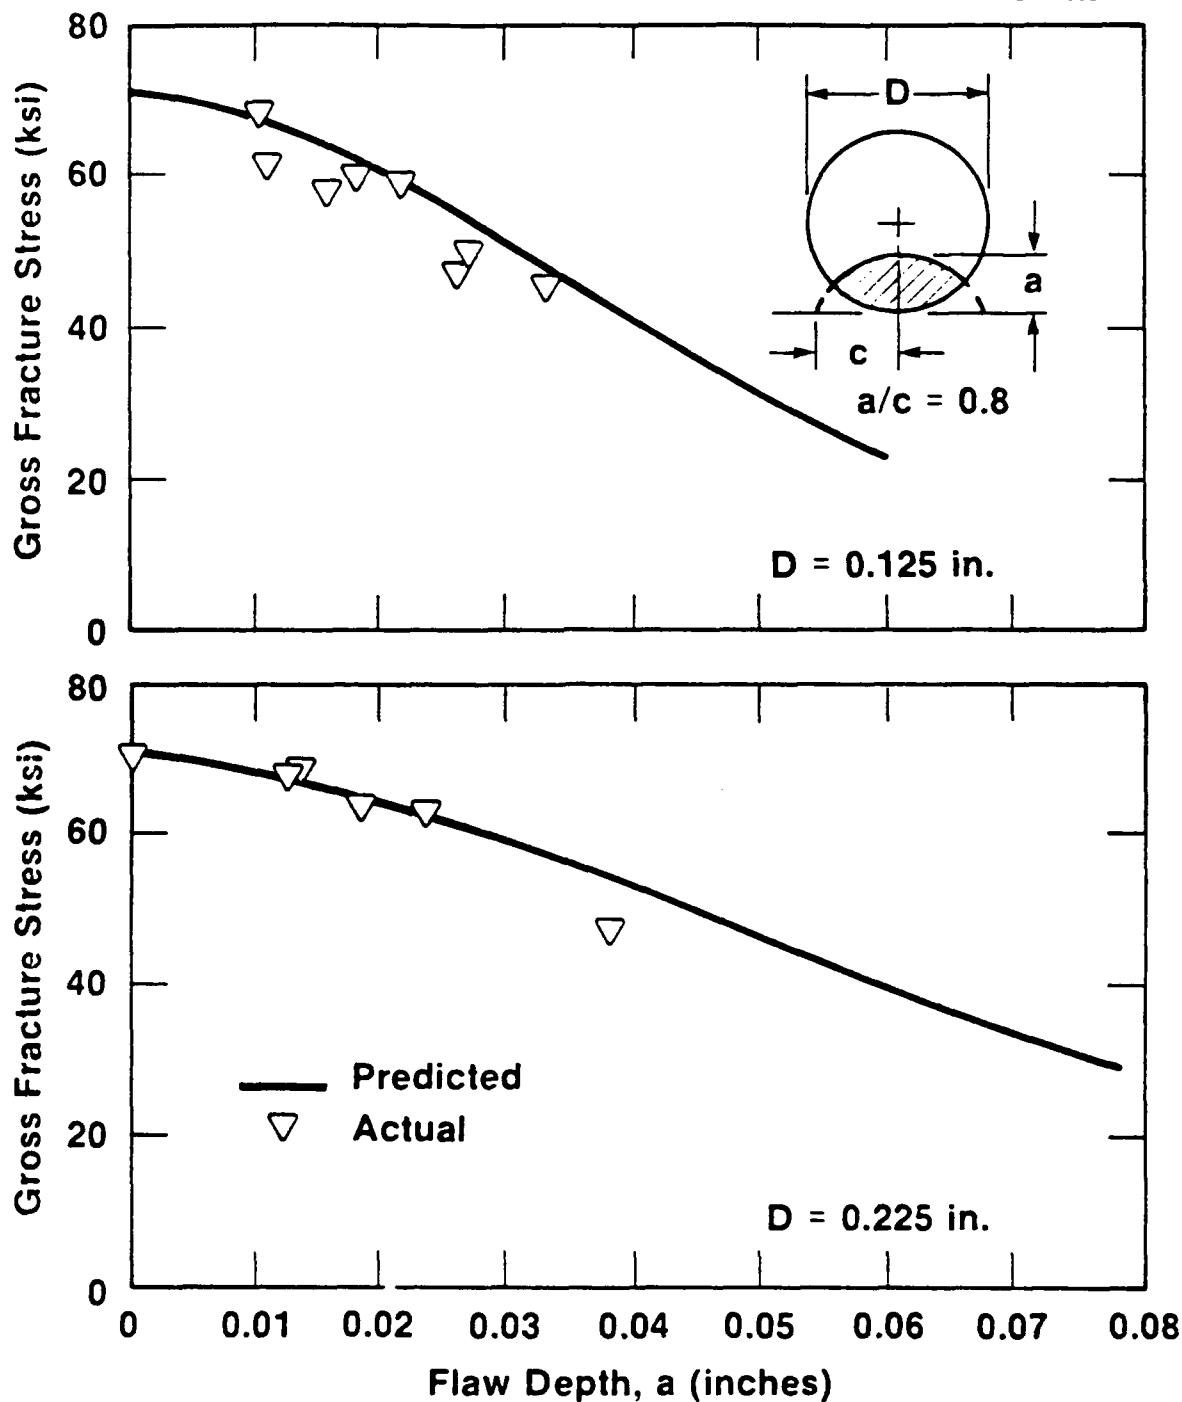 Gross Fracture Stress (ksi)
80
60
40
20
0
D
a
c
a/c = 0.8
D = 0.125 in.
Gross Fracture Stress (ksi)
80
60
40
20
0
Predicted
Actual
D = 0.225 in.
0 0.01 0.02 0.03 0.04 0.05 0.06 0.07 0.08
Flaw Depth, a (inches)